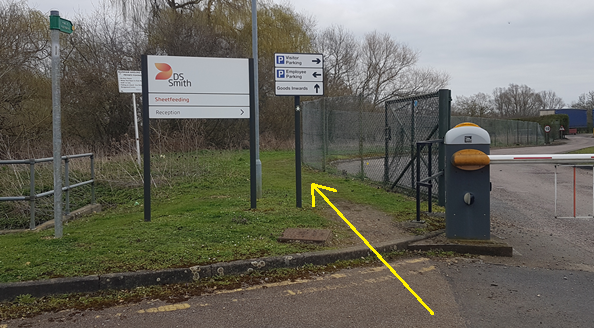 DS
Smith
Sheetfeeding
Reception
P Visitor
Parking
P Employee
Parking
Goods Inwards